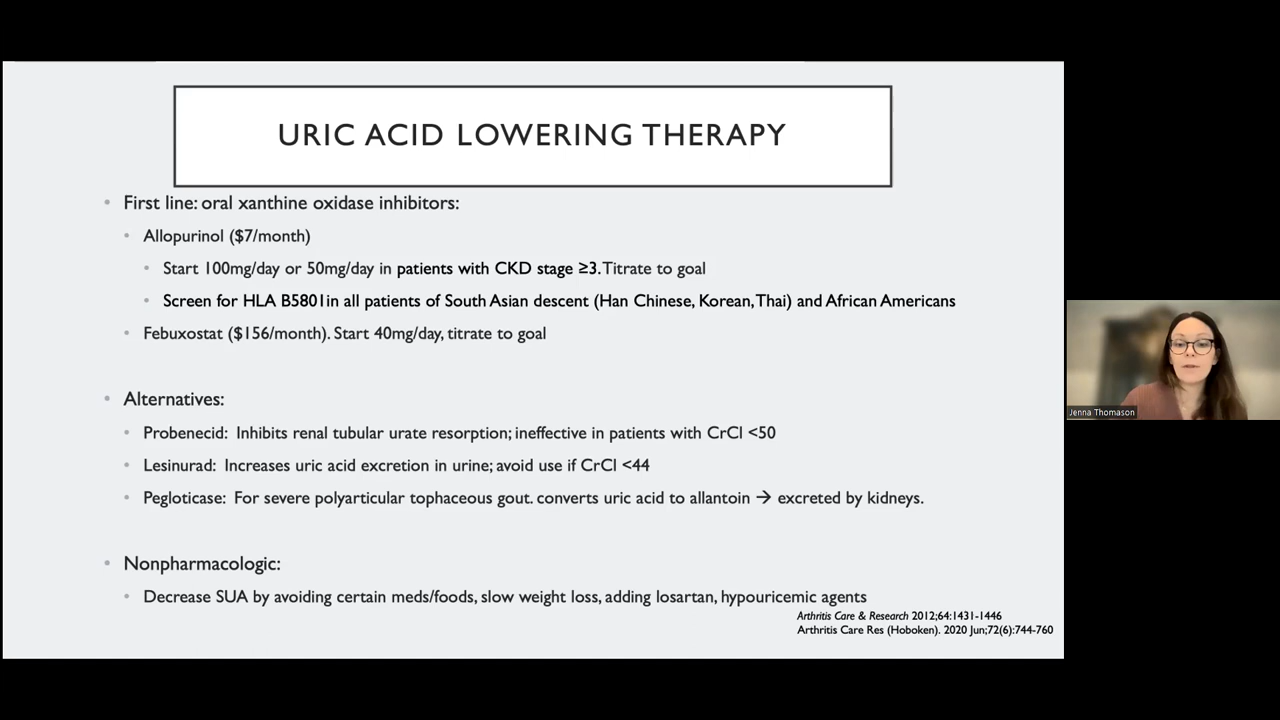 URIC ACID LOWERING THERAPY
• First line: oral xanthine oxidase inhibitors:
• Allopurinol ($7/month)
• Start 100mg/day or 50mg/day in patients with CKD stage ≥3. Titrate to goal
• Screen for HLA B5801in all patients of South Asian descent (Han Chinese, Korean, Thai) and African Americans
• Febuxostat ($156/month). Start 40mg/day, titrate to goal
• Alternatives:
• Probenecid: Inhibits renal tubular urate resorption; ineffective in patients with CrCl <50
• Lesinurad: Increases uric acid excretion in urine; avoid use if CrCl <44
• Pegloticase: For severe polyarticular tophaceous gout. converts uric acid to allantoin → excreted by kidneys.
• Nonpharmacologic:
• Decrease SUA by avoiding certain meds/foods, slow weight loss, adding losartan, hypouricemic agents
Arthritis Care & Research 2012;64:1431-1446
Arthritis Care Res (Hoboken). 2020 Jun;72(6):744-760
Jenna Thomason